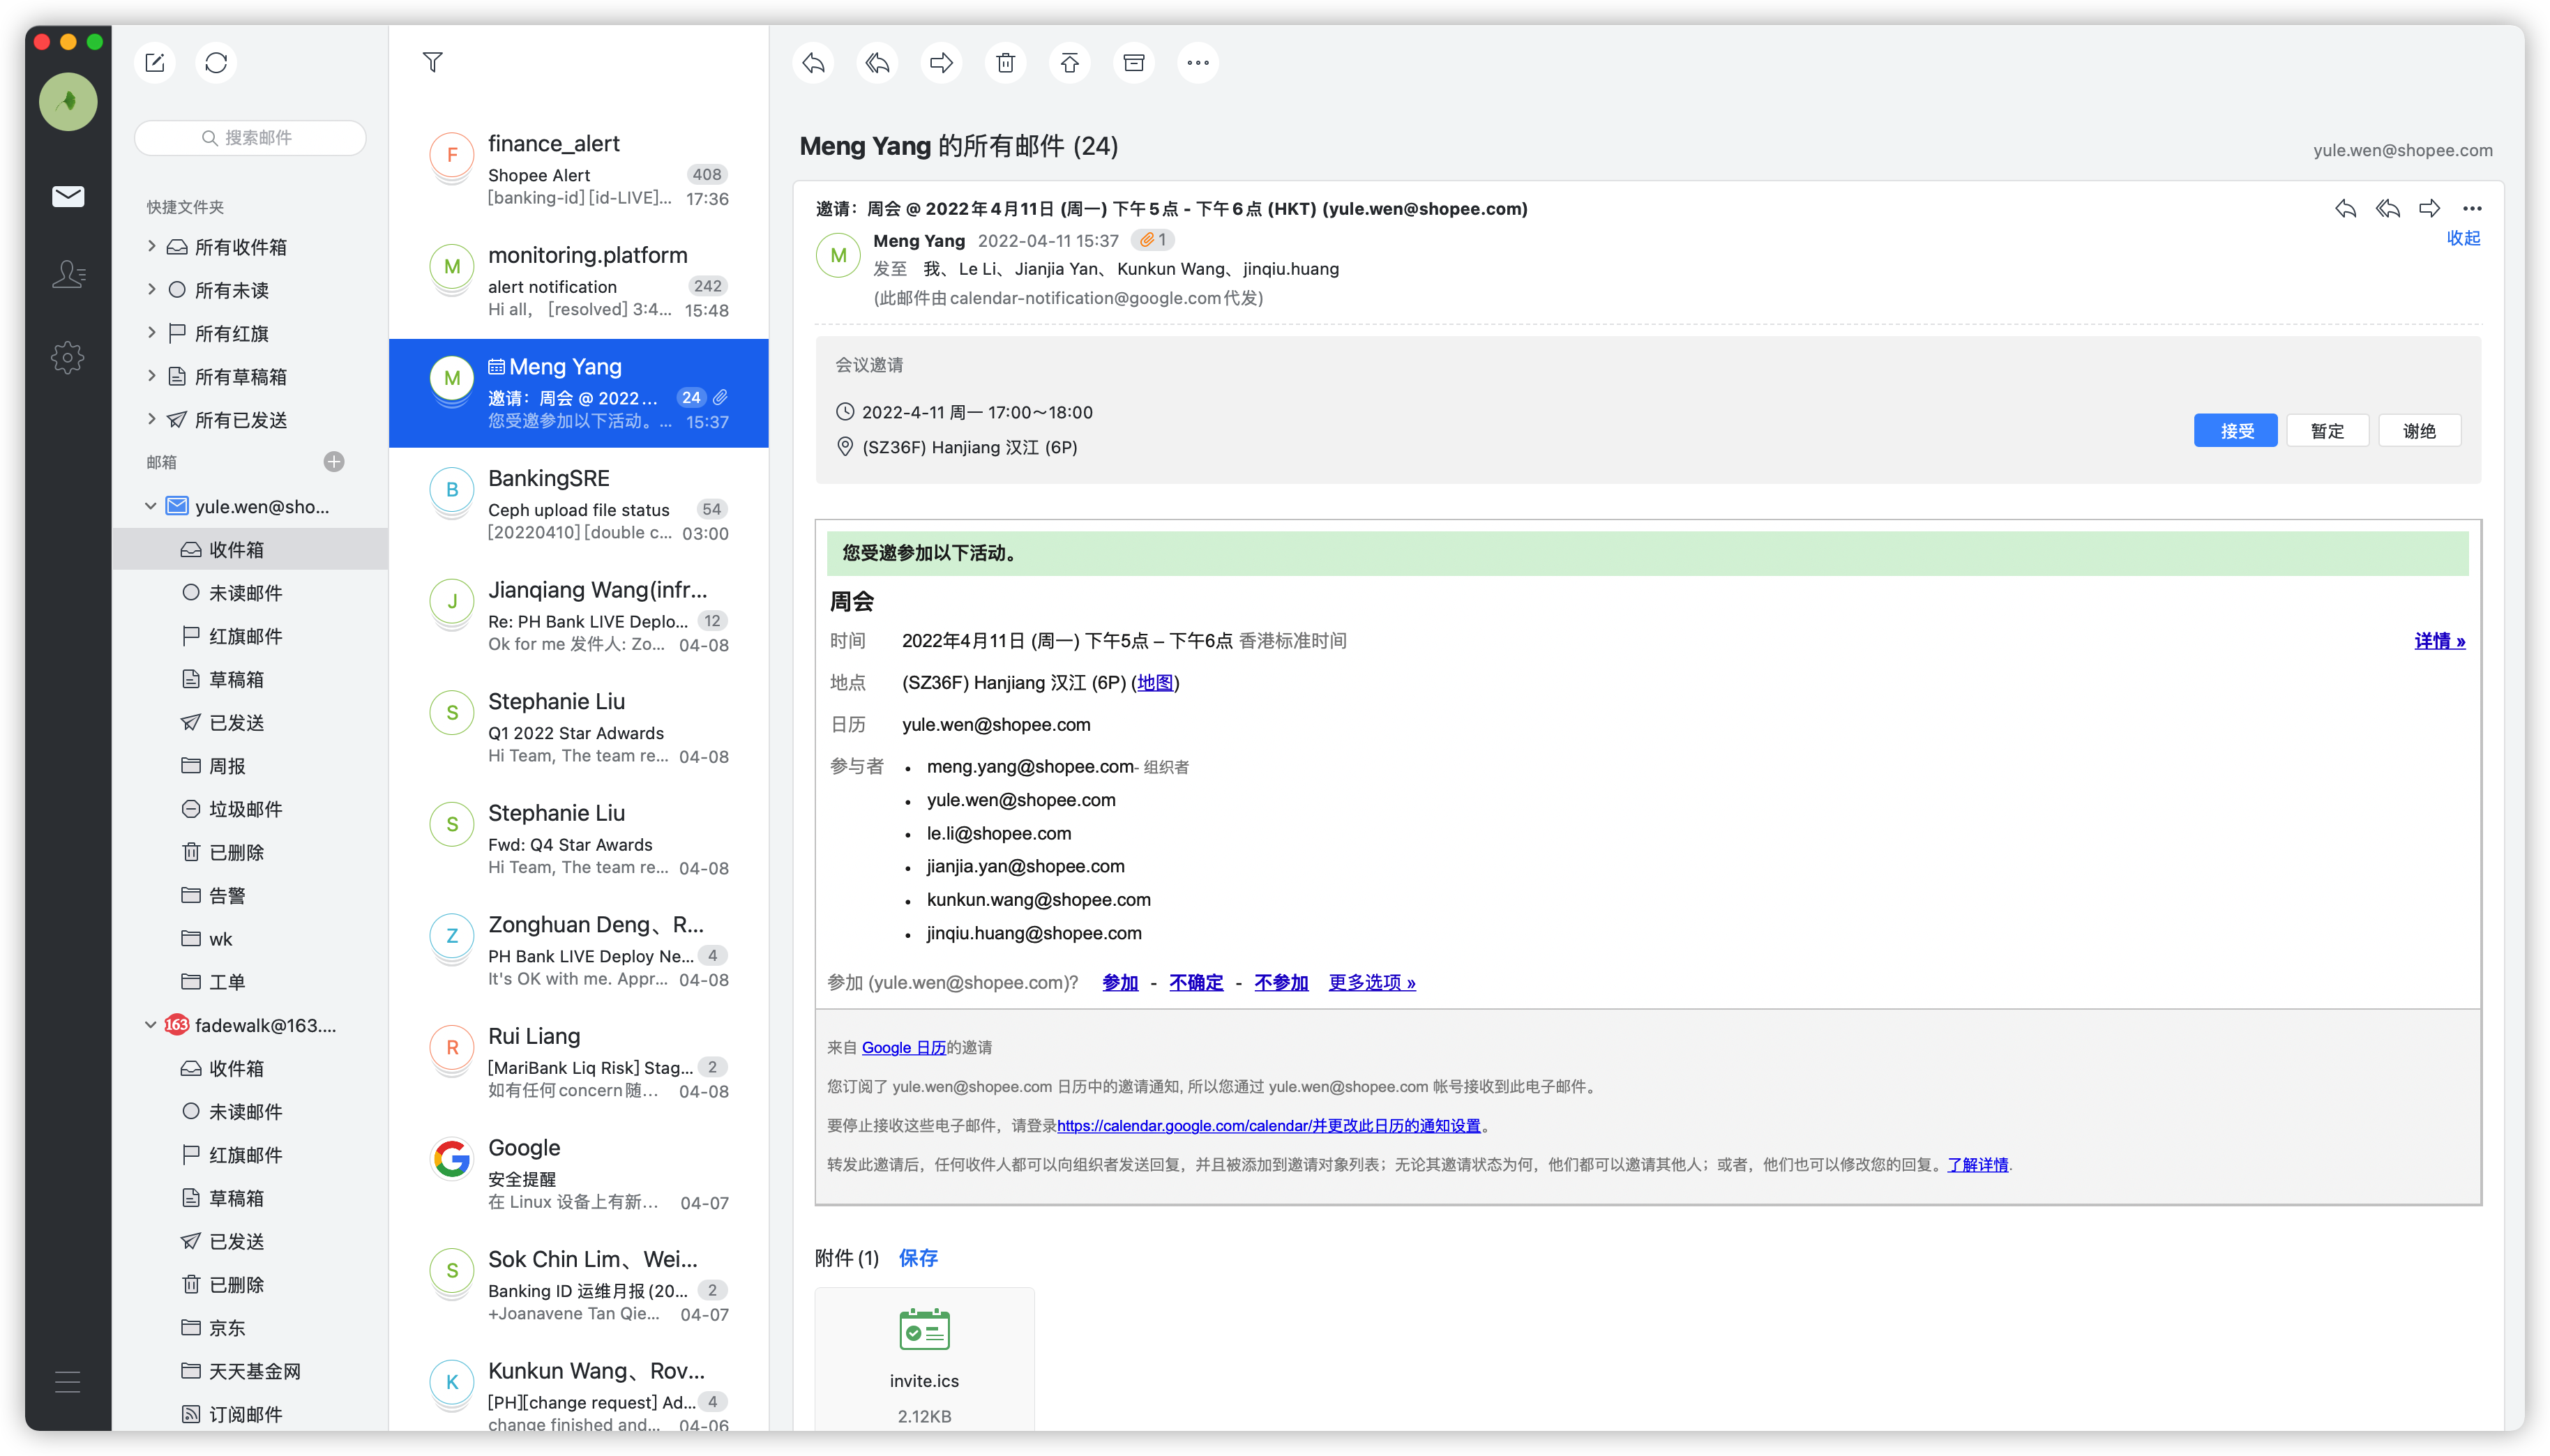 搜索邮件
快捷文件夹
所有收件箱
所有未读
所有红旗
所有草稿箱
所有已发送
邮箱
yule.wen@sho...
收件箱
未读邮件
红旗邮件
草稿箱
已发送
周报
垃圾邮件
已删除
告警
wk
工单
163 fadewalk@163....
收件箱
未读邮件
红旗邮件
草稿箱
已发送
已删除
京东
天天基金网
订阅邮件
F finance_alert
Shopee Alert 408
[banking-id] [id-LIVE]... 17:36
M monitoring.platform
alert notification 242
Hi all， [resolved] 3:4... 15:48
M Meng Yang
邀请：周会 @ 2022... 24
您受邀参加以下活动。... 15:37
B BankingSRE
Ceph upload file status 54
[20220410] [double c... 03:00
J Jianqiang Wang(infr...
Re: PH Bank LIVE Deplo... 12
Ok for me 发件人: Zo... 04-08
S Stephanie Liu
Q1 2022 Star Adwards
Hi Team, The team re... 04-08
S Stephanie Liu
Fwd: Q4 Star Awards
Hi Team, The team re... 04-08
Z Zonghuan Deng、R...
PH Bank LIVE Deploy Ne... 4
It's OK with me. Appr... 04-08
R Rui Liang
[MariBank Liq Risk] Stag... 2
如有任何concern随... 04-08
Google
安全提醒
在 Linux 设备上有新... 04-07
S Sok Chin Lim、Wei...
Banking ID 运维月报 (20... 2
+Joanavene Tan Qie... 04-07
K Kunkun Wang、Rov...
[PH][change request] Ad... 4
change finished and... 04-06
Meng Yang 的所有邮件 (24)
yule.wen@shopee.com
邀请：周会 @ 2022年4月11日 (周一) 下午5点 - 下午6点 (HKT) (yule.wen@shopee.com)
M Meng Yang 2022-04-11 15:37 1
收起
发至 我、Le Li、Jianjia Yan、Kunkun Wang、jinqiu.huang
(此邮件由calendar-notification@google.com代发)
会议邀请
2022-4-11 周一 17:00～18:00
(SZ36F) Hanjiang 汉江 (6P)
接受 暂定 谢绝
您受邀参加以下活动。
周会
时间 2022年4月11日 (周一) 下午5点 – 下午6点 香港标准时间
详情 »
地点 (SZ36F) Hanjiang 汉江 (6P) (地图)
日历 yule.wen@shopee.com
参与者 • meng.yang@shopee.com- 组织者
• yule.wen@shopee.com
• le.li@shopee.com
• jianjia.yan@shopee.com
• kunkun.wang@shopee.com
• jinqiu.huang@shopee.com
参加 (yule.wen@shopee.com)? 参加 - 不确定 - 不参加 更多选项 »
来自 Google 日历的邀请
您订阅了 yule.wen@shopee.com 日历中的邀请通知, 所以您通过 yule.wen@shopee.com 帐号接收到此电子邮件。
要停止接收这些电子邮件，请登录https://calendar.google.com/calendar/并更改此日历的通知设置。
转发此邀请后，任何收件人都可以向组织者发送回复，并且被添加到邀请对象列表；无论其邀请状态为何，他们都可以邀请其他人；或者，他们也可以修改您的回复。了解详情.
附件 (1) 保存
invite.ics
2.12KB